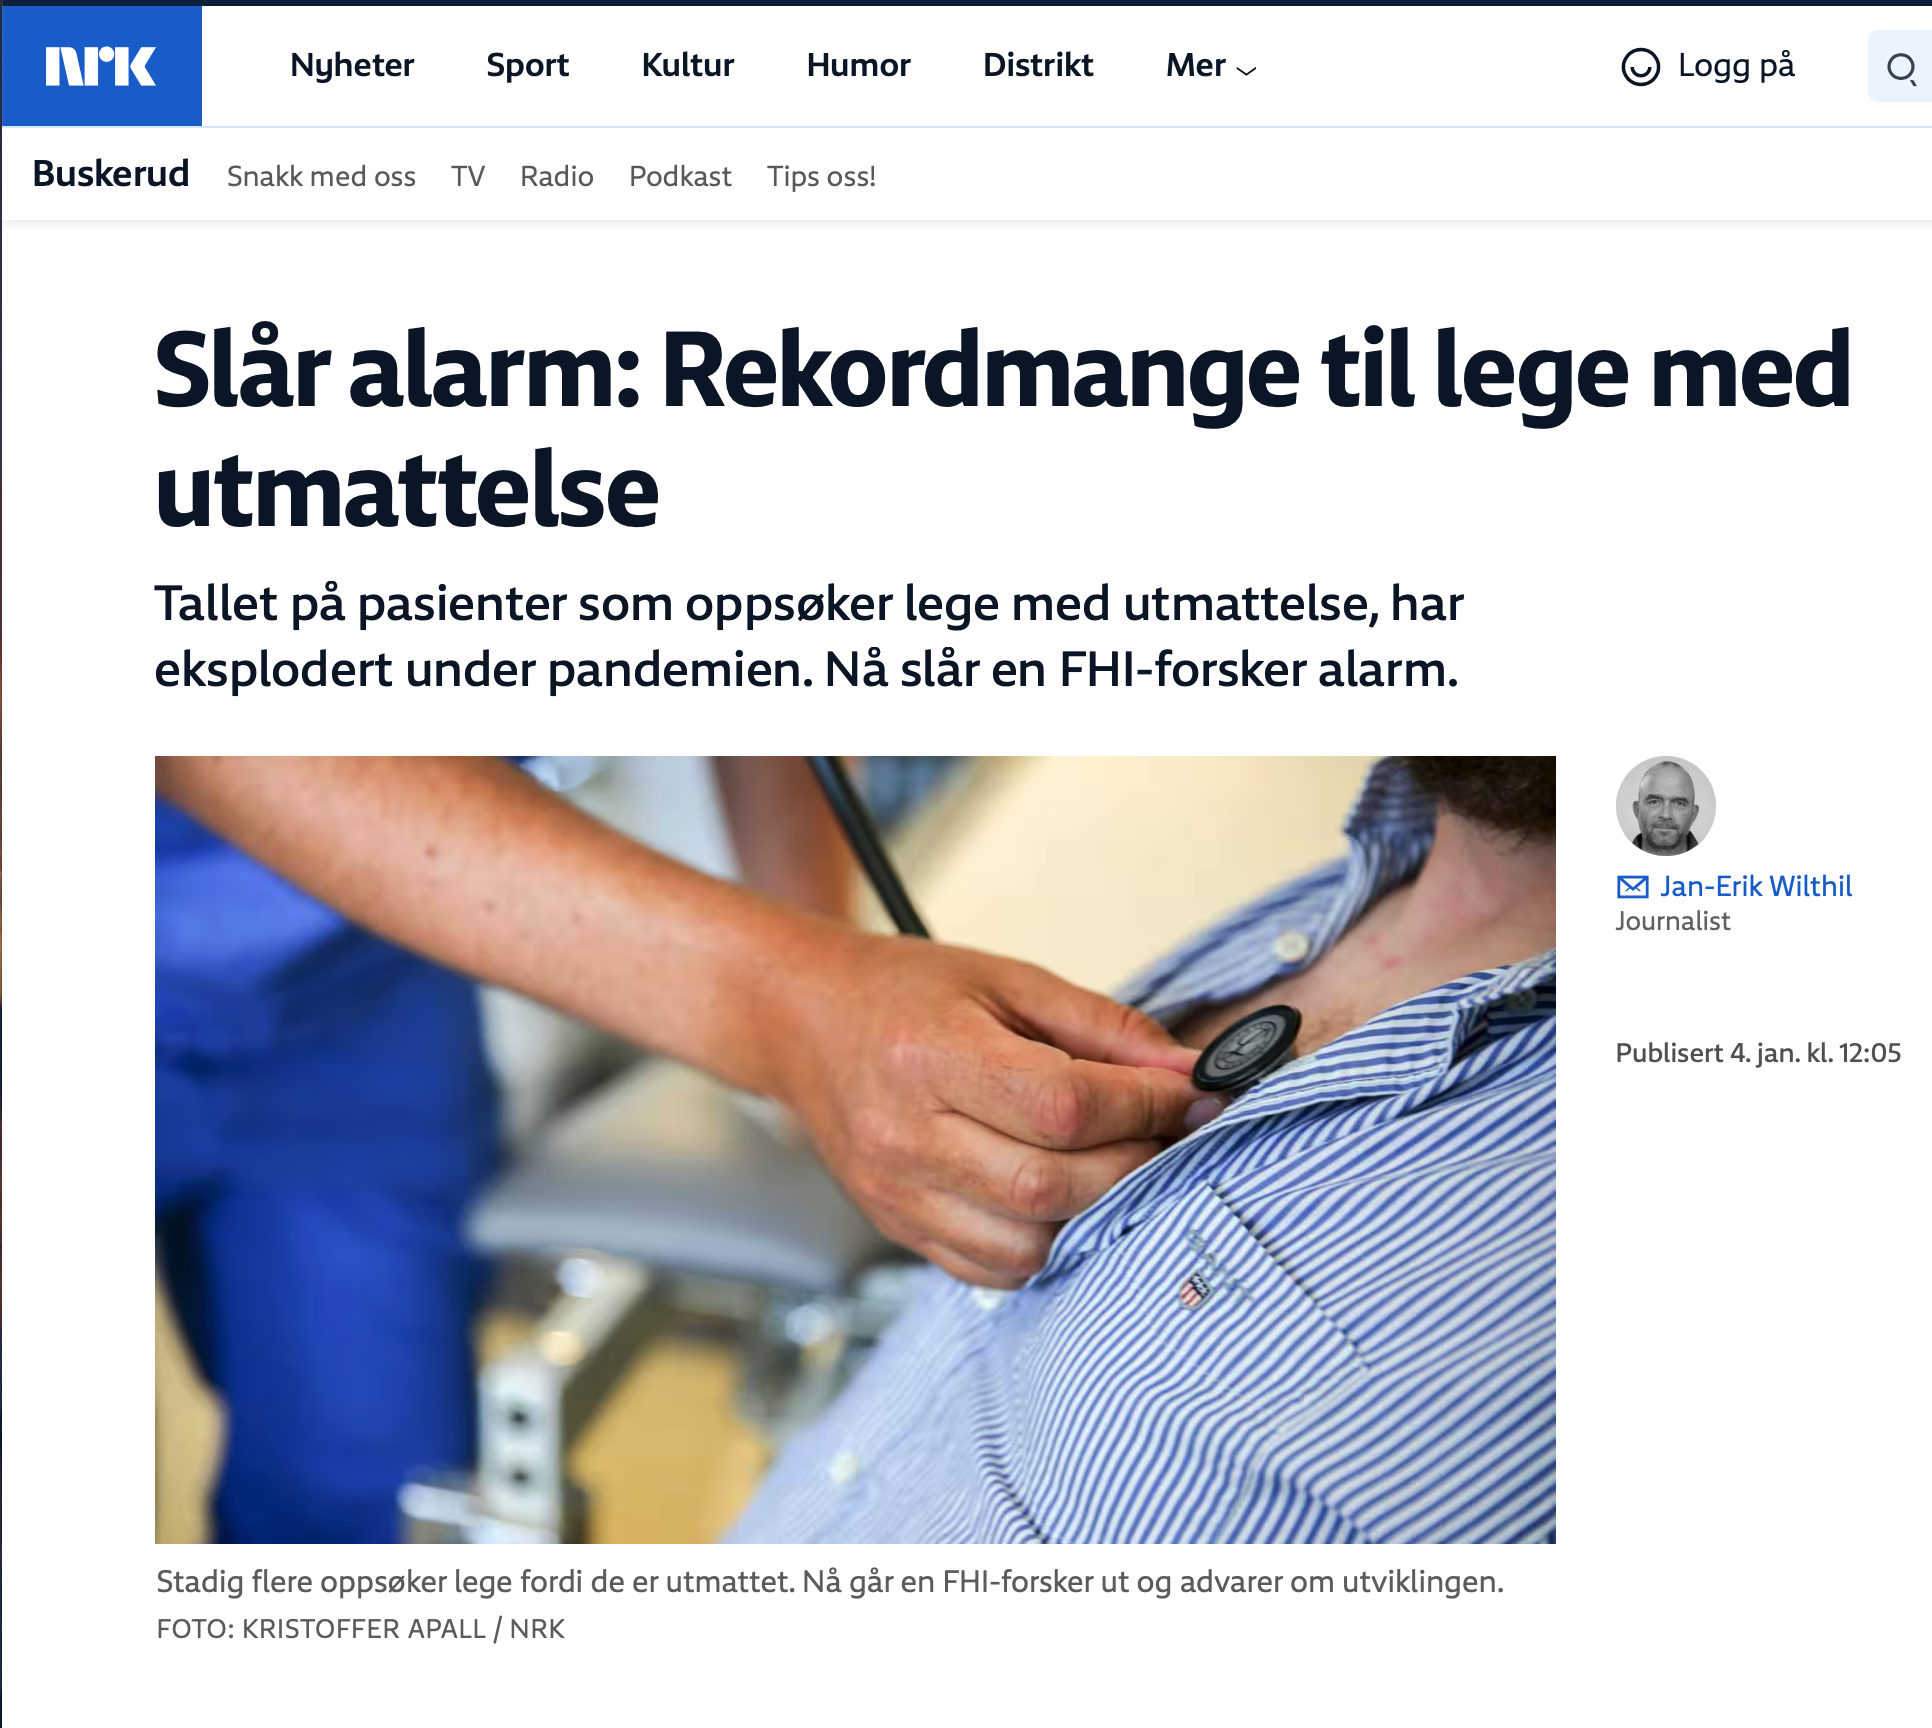 NRK
Nyheter Sport Kultur Humor Distrikt Mer Logg på
Buskerud Snakk med oss TV Radio Podkast Tips oss!
Slår alarm: Rekordmange til lege med
utmattelse
Tallet på pasienter som oppsøker lege med utmattelse, har
eksplodert under pandemien. Nå slår en FHI-forsker alarm.
Jan-Erik Wilthil
Journalist
Publisert 4. jan. kl. 12:05
GANT
Stadig flere oppsøker lege fordi de er utmattet. Nå går en FHI-forsker ut og advarer om utviklingen.
FOTO: KRISTOFFER APALL / NRK